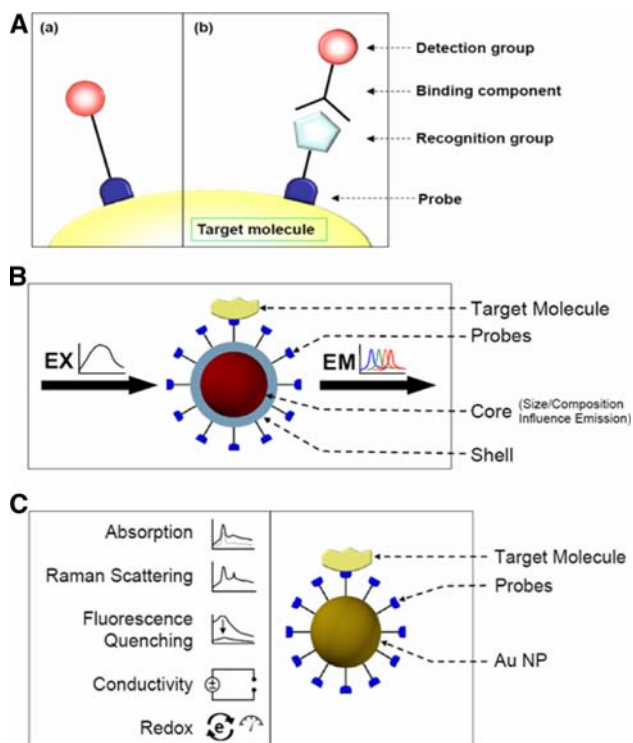 A
(a)
(b)
Detection group
Binding component
Recognition group
Probe
Target molecule
B
EX
EM
Target Molecule
Probes
Core (Size/Composition
Influence Emission)
Shell
C
Absorption
Raman Scattering
Fluorescence
Quenching
Conductivity
Redox
e-
Target Molecule
Probes
Au NP